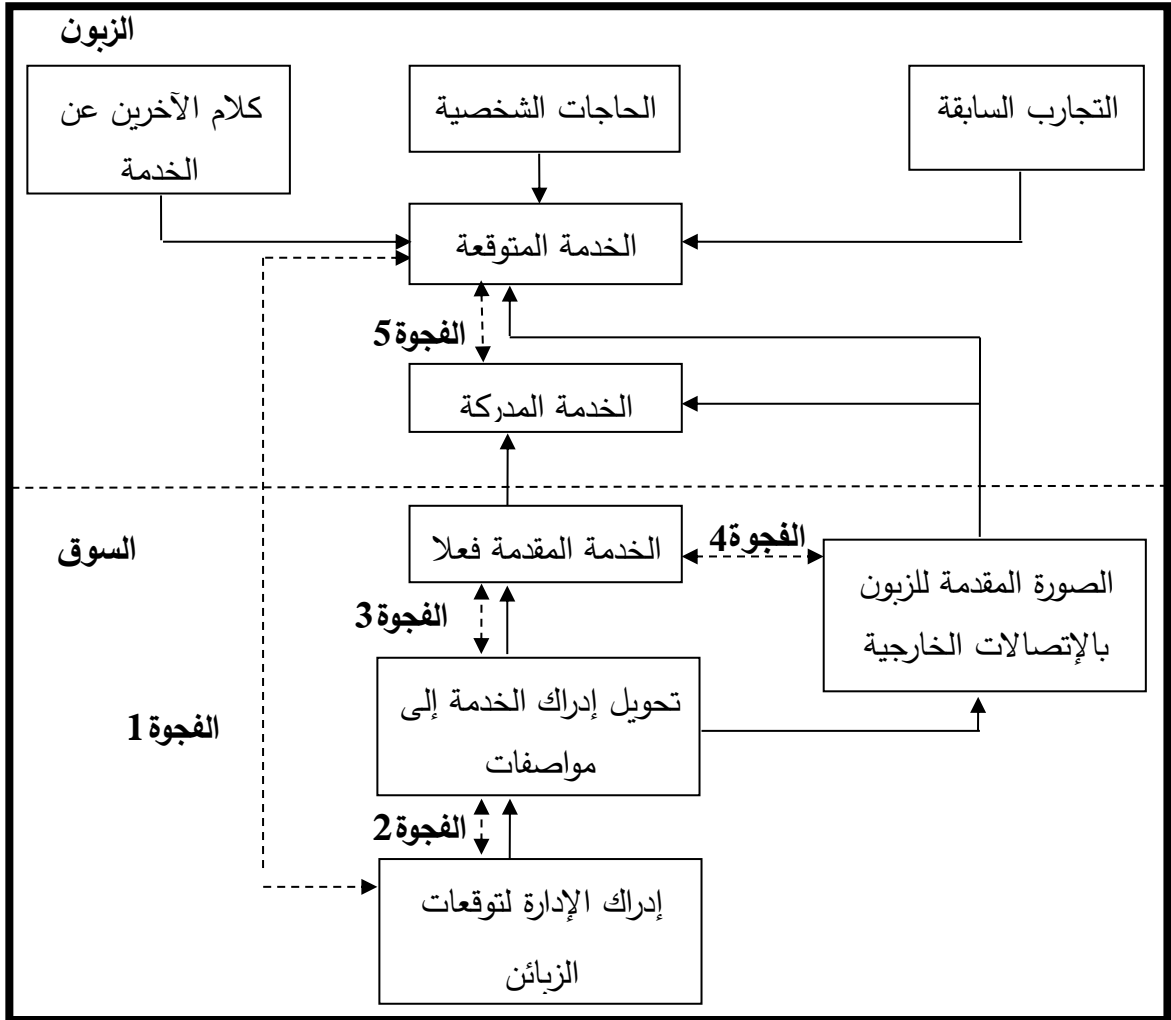 الزبون
التجارب السابقة
الحاجات الشخصية
كلام الآخرين عن
الخدمة
الخدمة المتوقعة
الفجوة5
الخدمة المدركة
السوق
الخدمة المقدمة فعلا
الفجوة4
الصورة المقدمة للزبون
بالإتصالات الخارجية
الفجوة3
تحويل إدراك الخدمة إلى
مواصفات
الفجوة1
الفجوة2
إدراك الإدارة لتوقعات
الزبائن